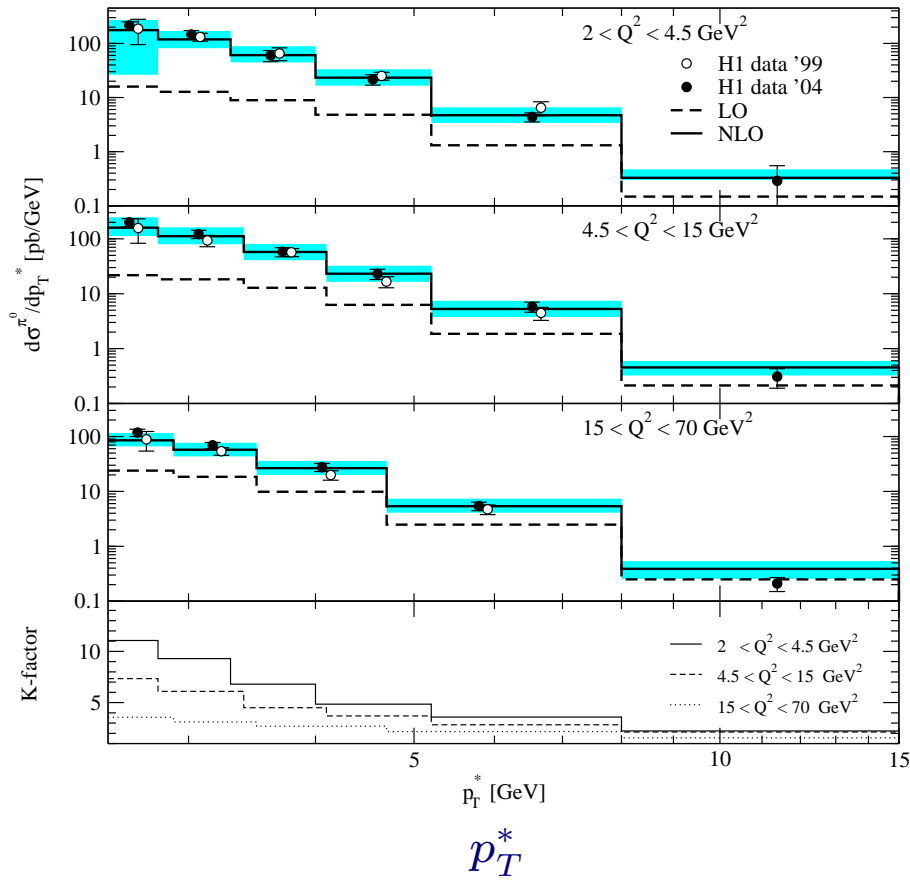 2 < Q² < 4.5 GeV²
H1 data '99
H1 data '04
LO
NLO
100
10
1
0.1
4.5 < Q² < 15 GeV²
100
10
1
0.1
dσ^π⁰/dp_T* [pb/GeV]
15 < Q² < 70 GeV²
100
10
1
0.1
K-factor
10
5
2 < Q² < 4.5 GeV²
4.5 < Q² < 15 GeV²
15 < Q² < 70 GeV²
5
10
15
p_T* [GeV]
p_T*